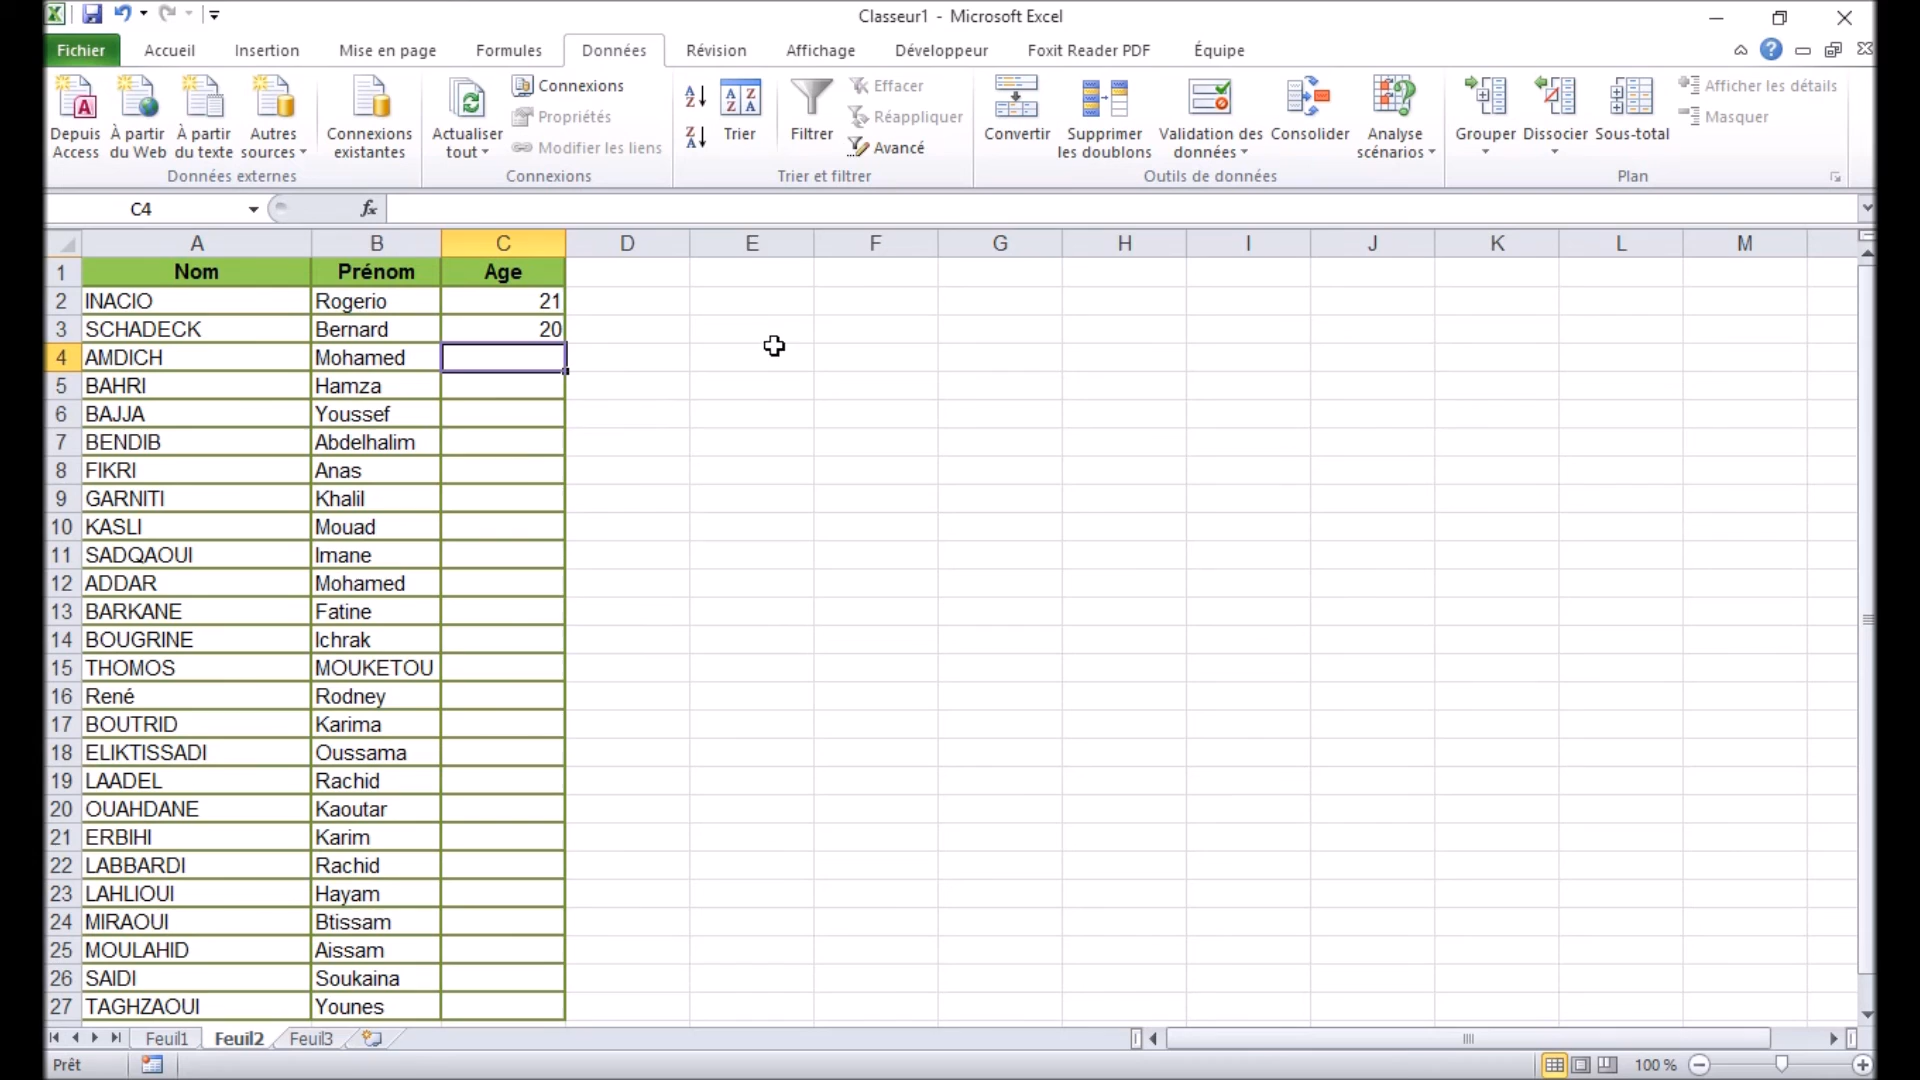 Classeur1 - Microsoft Excel
Fichier Accueil Insertion Mise en page Formules Données Révision Affichage Développeur Foxit Reader PDF Équipe
Depuis Access
À partir du Web
À partir du texte
Autres sources
Connexions existantes
Données externes
Actualiser tout
Connexions
Propriétés
Modifier les liens
Connexions
Trier
Filtrer
Effacer
Réappliquer
Avancé
Trier et filtrer
Convertir
Supprimer les doublons
Validation des données
Consolider
Analyse scénarios
Outils de données
Grouper
Dissocier
Sous-total
Afficher les détails
Masquer
Plan
C4 fx
A B C D E F G H I J K L M
1 Nom Prénom Age
2 INACIO Rogerio 21
3 SCHADECK Bernard 20
4 AMDICH Mohamed
5 BAHRI Hamza
6 BAJJA Youssef
7 BENDIB Abdelhalim
8 FIKRI Anas
9 GARNITI Khalil
10 KASLI Mouad
11 SADQAOUI Imane
12 ADDAR Mohamed
13 BARKANE Fatine
14 BOUGRINE Ichrak
15 THOMOS MOUKETOU
16 René Rodney
17 BOUTRID Karima
18 ELIKTISSADI Oussama
19 LAADEL Rachid
20 OUAHDANE Kaoutar
21 ERBIHI Karim
22 LABBARDI Rachid
23 LAHLIOUI Hayam
24 MIRAOUI Btissam
25 MOULAHID Aissam
26 SAIDI Soukaina
27 TAGHZAOUI Younes
Feuil1 Feuil2 Feuil3
Prêt 100 %